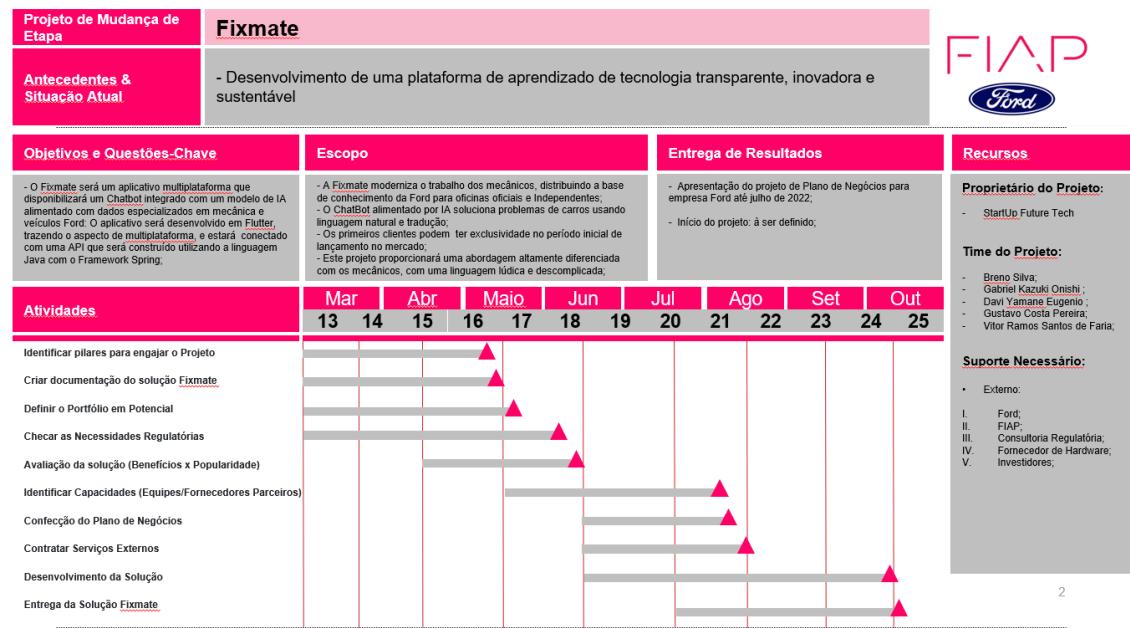 Projeto de Mudança de
Etapa
Fixmate
Antecedentes &
Situação Atual
- Desenvolvimento de uma plataforma de aprendizado de tecnologia transparente, inovadora e
sustentável
FIAP
Ford
Objetivos e Questões-Chave
- O Fixmate será um aplicativo multiplataforma que
disponibilizará um Chatbot integrado com um modelo de IA
alimentado com dados especializados em mecânica e
veículos Ford: O aplicativo será desenvolvido em Flutter,
trazendo o aspecto de multiplataforma, e estará conectado
com uma API que será construído utilizando a linguagem
Java com o Framework Spring;
Escopo
- A Fixmate moderniza o trabalho dos mecânicos, distribuindo a base
de conhecimento da Ford para oficinas oficiais e Independentes;
- O ChatBot alimentado por IA soluciona problemas de carros usando
linguagem natural e tradução;
- Os primeiros clientes podem ter exclusividade no período inicial de
lançamento no mercado;
- Este projeto proporcionará uma abordagem altamente diferenciada
com os mecânicos, com uma linguagem lúdica e descomplicada;
Entrega de Resultados
- Apresentação do projeto de Plano de Negócios para
empresa Ford até julho de 2022;
- Início do projeto: à ser definido;
Recursos
Proprietário do Projeto:
- StartUp Future Tech
Time do Projeto:
- Breno Silva;
- Gabriel Kazuki Onishi ;
- Davi Yamane Eugenio ;
- Gustavo Costa Pereira;
- Vitor Ramos Santos de Faria;
Suporte Necessário:
• Externo:
I. Ford;
II. FIAP;
III. Consultoria Regulatória;
IV. Fornecedor de Hardware;
V. Investidores;
Atividades
Mar Abr Maio Jun Jul Ago Set Out
13 14 15 16 17 18 19 20 21 22 23 24 25
Identificar pilares para engajar o Projeto
Criar documentação do solução Fixmate
Definir o Portfólio em Potencial
Checar as Necessidades Regulatórias
Avaliação da solução (Benefícios x Popularidade)
Identificar Capacidades (Equipes/Fornecedores Parceiros)
Confecção do Plano de Negócios
Contratar Serviços Externos
Desenvolvimento da Solução
Entrega da Solução Fixmate
2